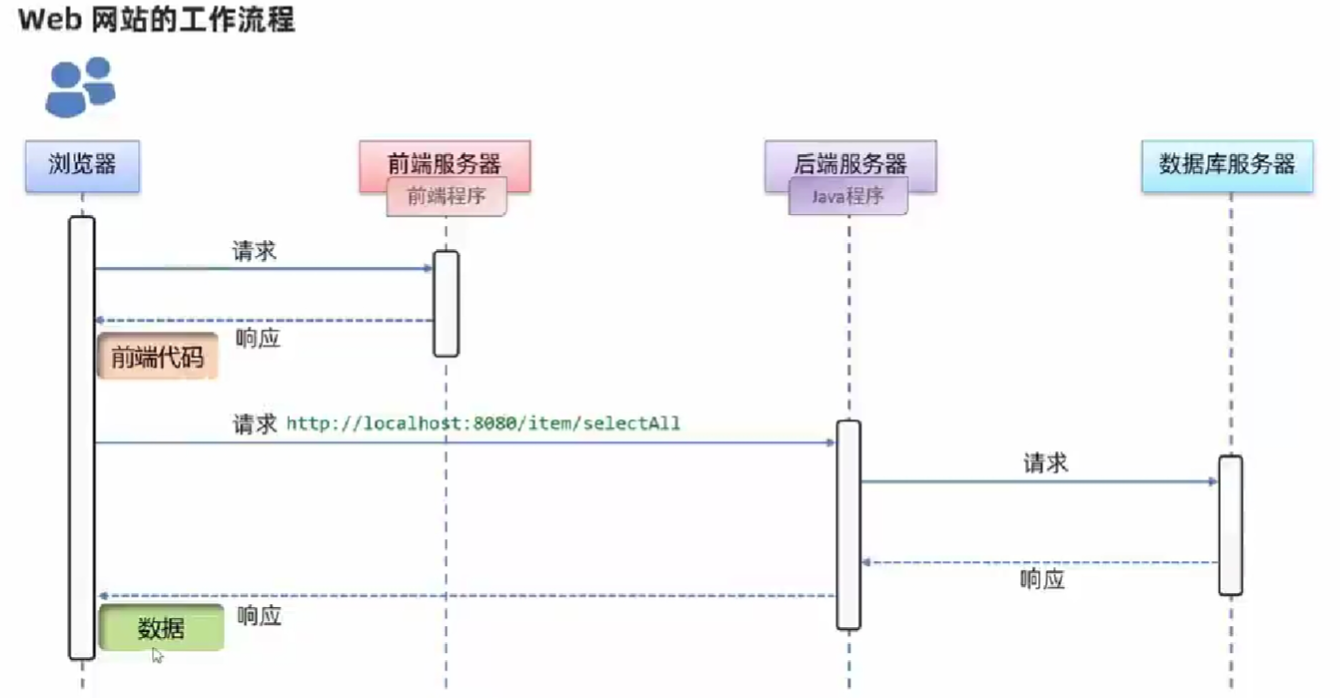 Web 网站的工作流程
浏览器
前端服务器
前端程序
后端服务器
Java程序
数据库服务器
请求
响应
前端代码
请求 http://localhost:8080/item/selectAll
请求
响应
响应
数据